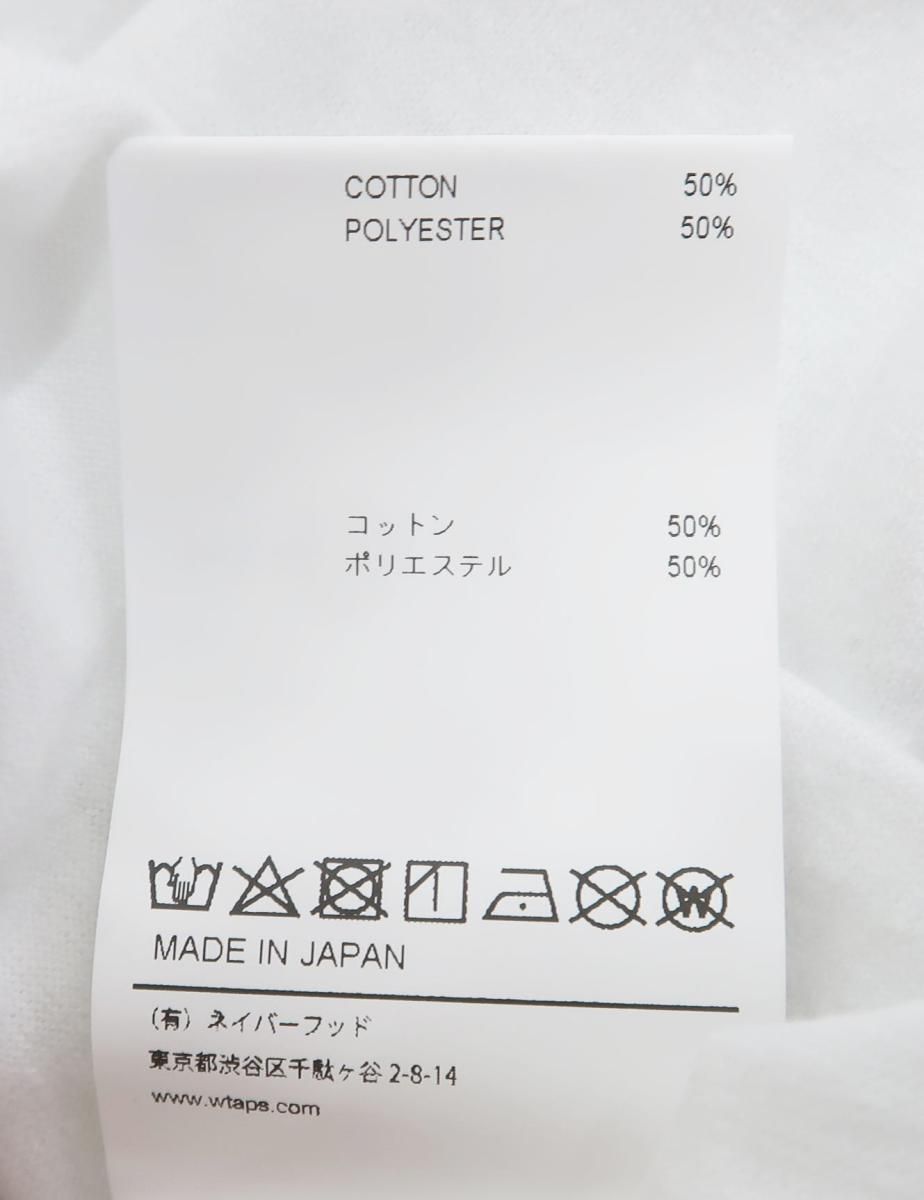 COTTON 50%
POLYESTER 50%
コットン 50%
ポリエステル 50%
W
MADE IN JAPAN
(有) ネイバーフッド
東京都渋谷区千駄ヶ谷 2-8-14
www.wtaps.com